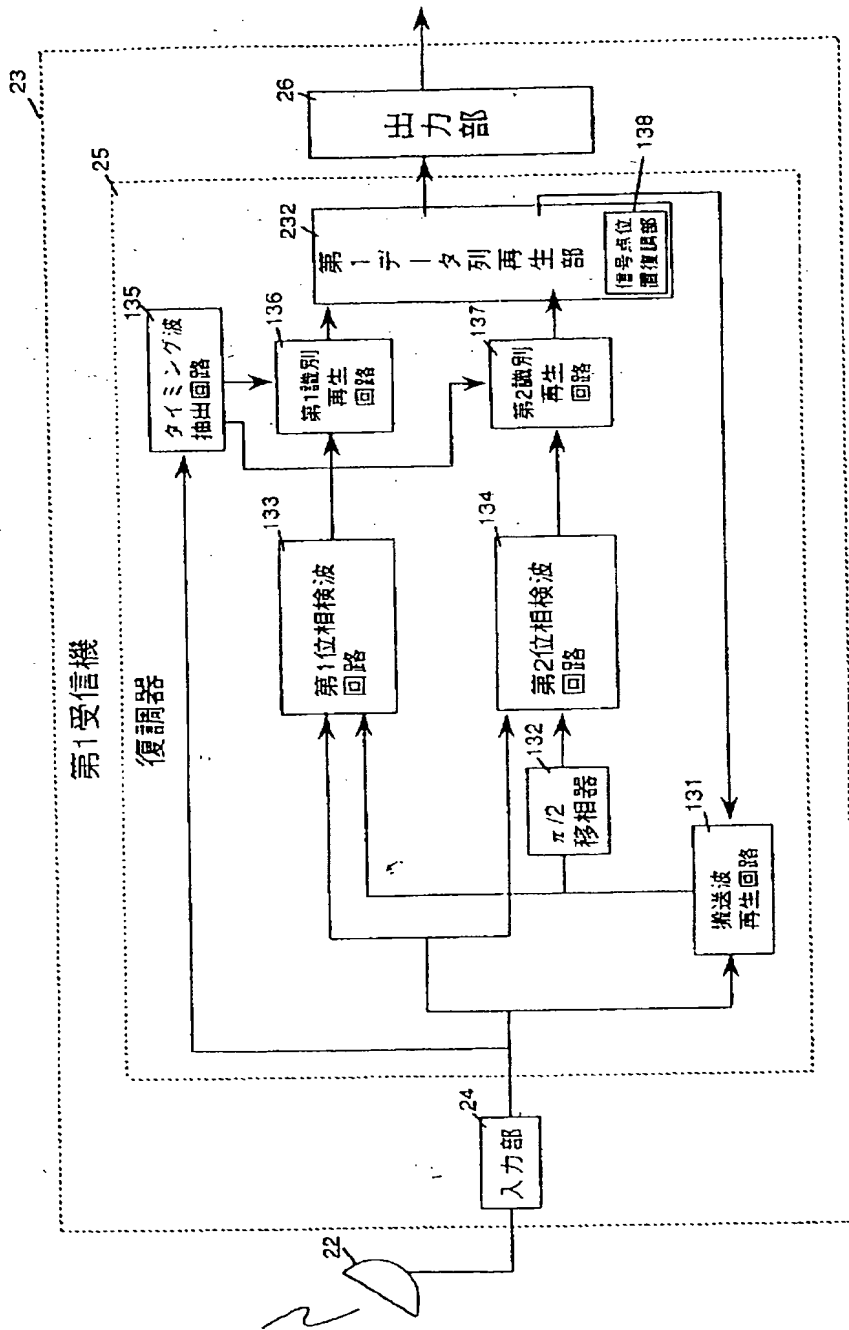 23
第1受信機
25
復調器
22
24
入力部
135
タイミング波
抽出回路
133
第1位相検波
回路
136
第1識別
再生
回路
232
第1データ列再生部
26
出力部
134
第2位相検波
回路
137
第2識別
再生
回路
138
信号点位
置復調部
132
π/2
移相器
131
搬送波
再生回路